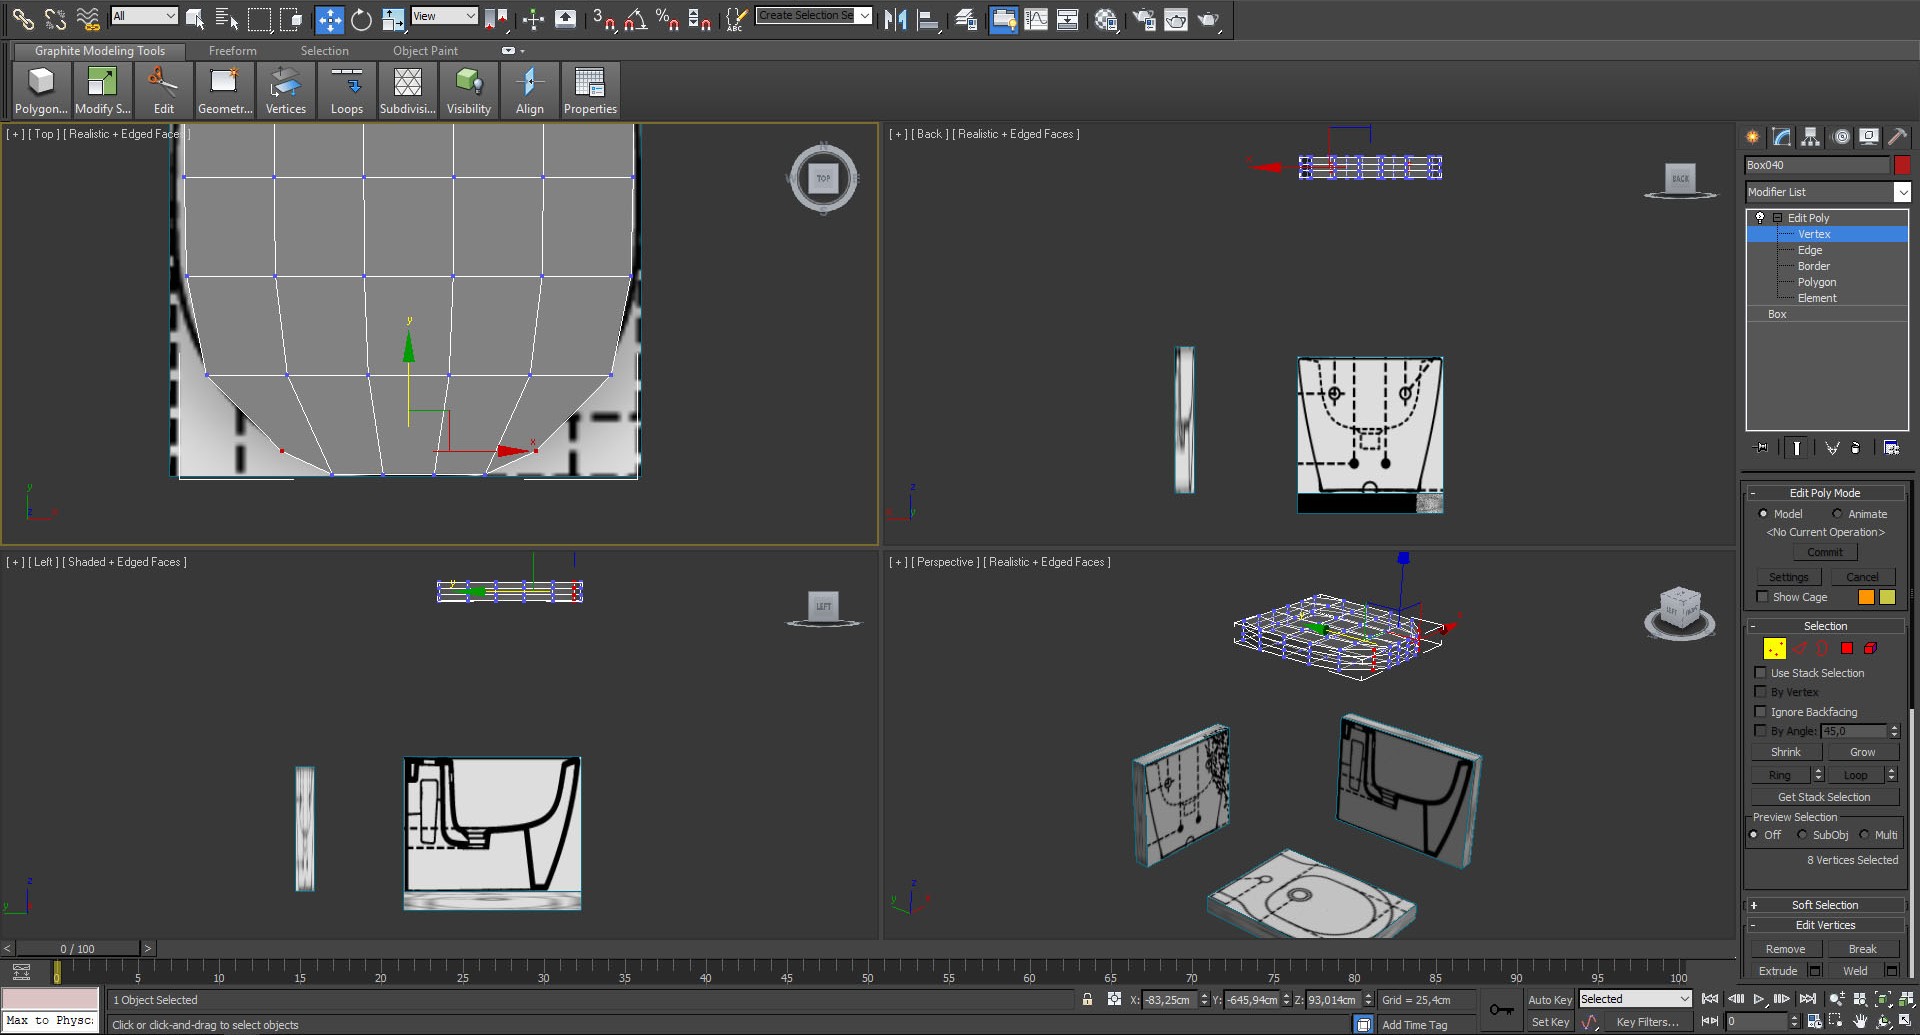 All
View
Create Selection Se
Graphite Modeling Tools
Freeform
Selection
Object Paint
Polygon...
Modify S...
Edit
Geometr...
Vertices
Loops
Subdivisi...
Visibility
Align
Properties
[ + ] [ Top ] [ Realistic + Edged Faces ]
TOP
y
x
[ + ] [ Back ] [ Realistic + Edged Faces ]
BACK
[ + ] [ Left ] [ Shaded + Edged Faces ]
LEFT
[ + ] [ Perspective ] [ Realistic + Edged Faces ]
Box040
Modifier List
Edit Poly
Vertex
Edge
Border
Polygon
Element
Box
- Edit Poly Mode
Model
Animate
<No Current Operation>
Commit
Settings
Cancel
Show Cage
- Selection
Use Stack Selection
By Vertex
Ignore Backfacing
By Angle: 45,0
Shrink
Grow
Ring
Loop
Get Stack Selection
Preview Selection
Off
SubObj
Multi
8 Vertices Selected
+ Soft Selection
- Edit Vertices
Remove
Break
Extrude
Weld
< 0 / 100 >
0 5 10 15 20 25 30 35 40 45 50 55 60 65 70 75 80 85 90 95 100
1 Object Selected
X: -83,25cm Y: -645,94cm Z: 93,014cm
Grid = 25,4cm
Auto Key
Selected
Max to Physc:
Click or click-and-drag to select objects
Add Time Tag
Set Key
Key Filters...
0